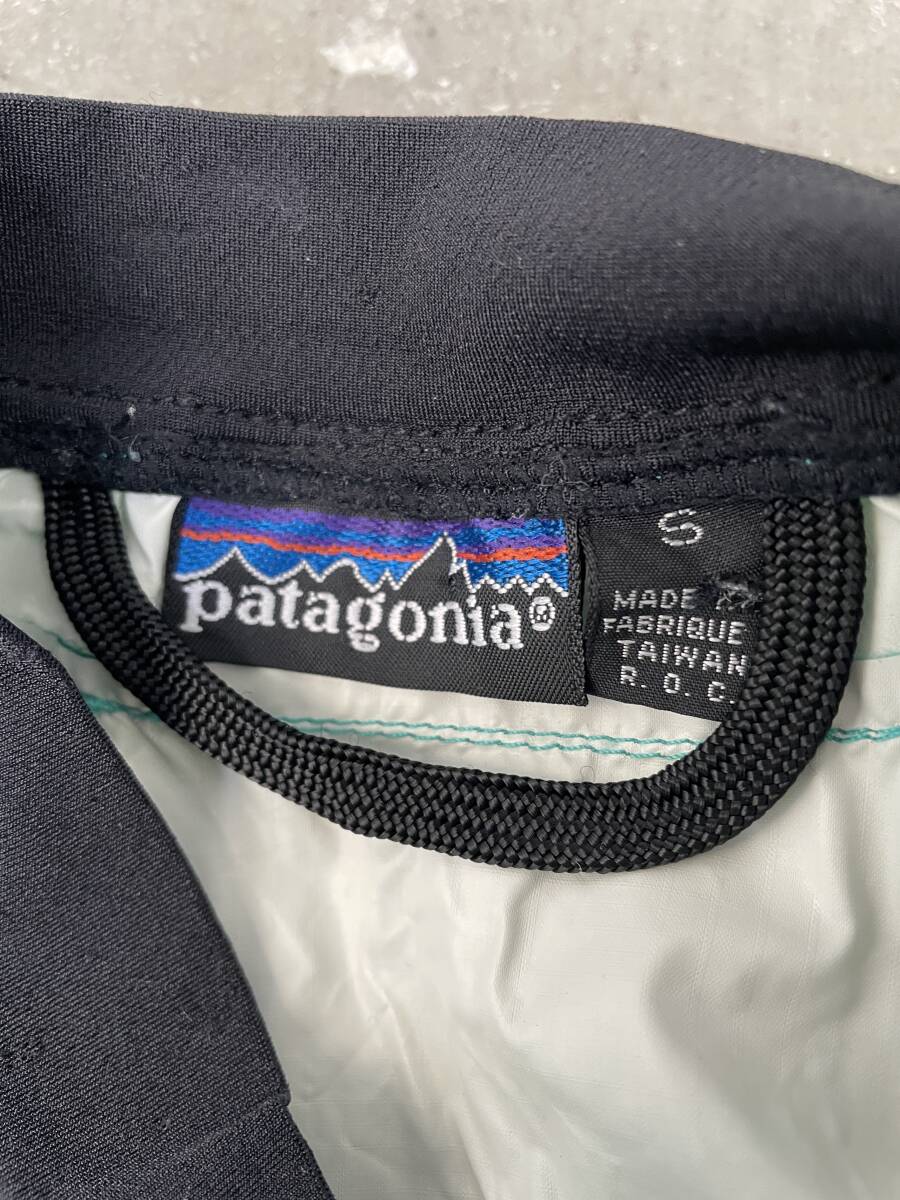 patagonia®
S
MADE
FABRIQUE
TAIWAN
R. O. C.